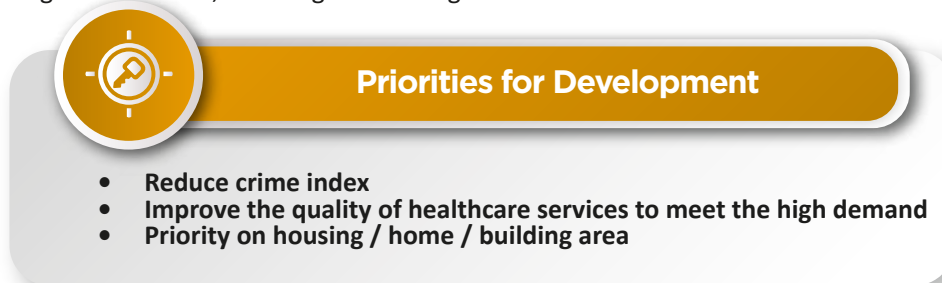 Priorities for Development
• Reduce crime index
• Improve the quality of healthcare services to meet the high demand
• Priority on housing / home / building area